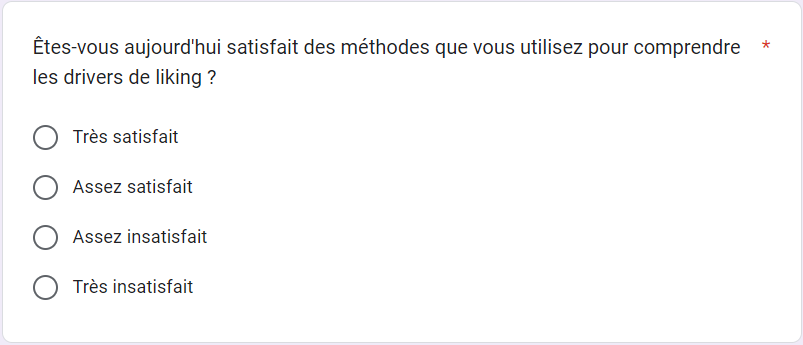 Êtes-vous aujourd'hui satisfait des méthodes que vous utilisez pour comprendre *
les drivers de liking ?
Très satisfait
Assez satisfait
Assez insatisfait
Très insatisfait